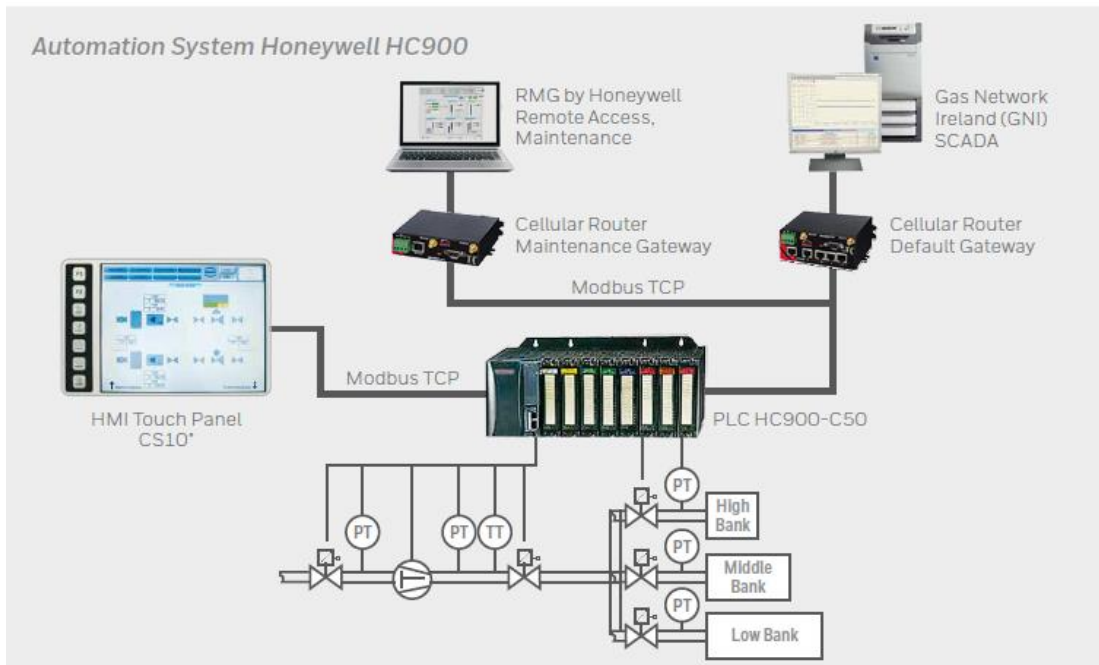 Automation System Honeywell HC900
RMG by Honeywell
Remote Access,
Maintenance
Gas Network
Ireland (GNI)
SCADA
Cellular Router
Maintenance Gateway
Cellular Router
Default Gateway
Modbus TCP
Modbus TCP
HMI Touch Panel
CS10*
PLC HC900-C50
PT
PT
TT
PT
High
Bank
PT
Middle
Bank
PT
Low Bank